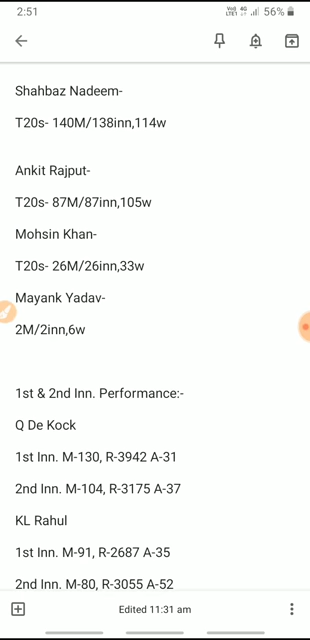 2:51
Vo) 4G LTE1 56%
Shahbaz Nadeem-
T20s- 140M/138inn,114w
Ankit Rajput-
T20s- 87M/87inn,105w
Mohsin Khan-
T20s- 26M/26inn,33w
Mayank Yadav-
2M/2inn,6w
1st & 2nd Inn. Performance:-
Q De Kock
1st Inn. M-130, R-3942 A-31
2nd Inn. M-104, R-3175 A-37
KL Rahul
1st Inn. M-91, R-2687 A-35
2nd Inn. M-80, R-3055 A-52
Edited 11:31 am